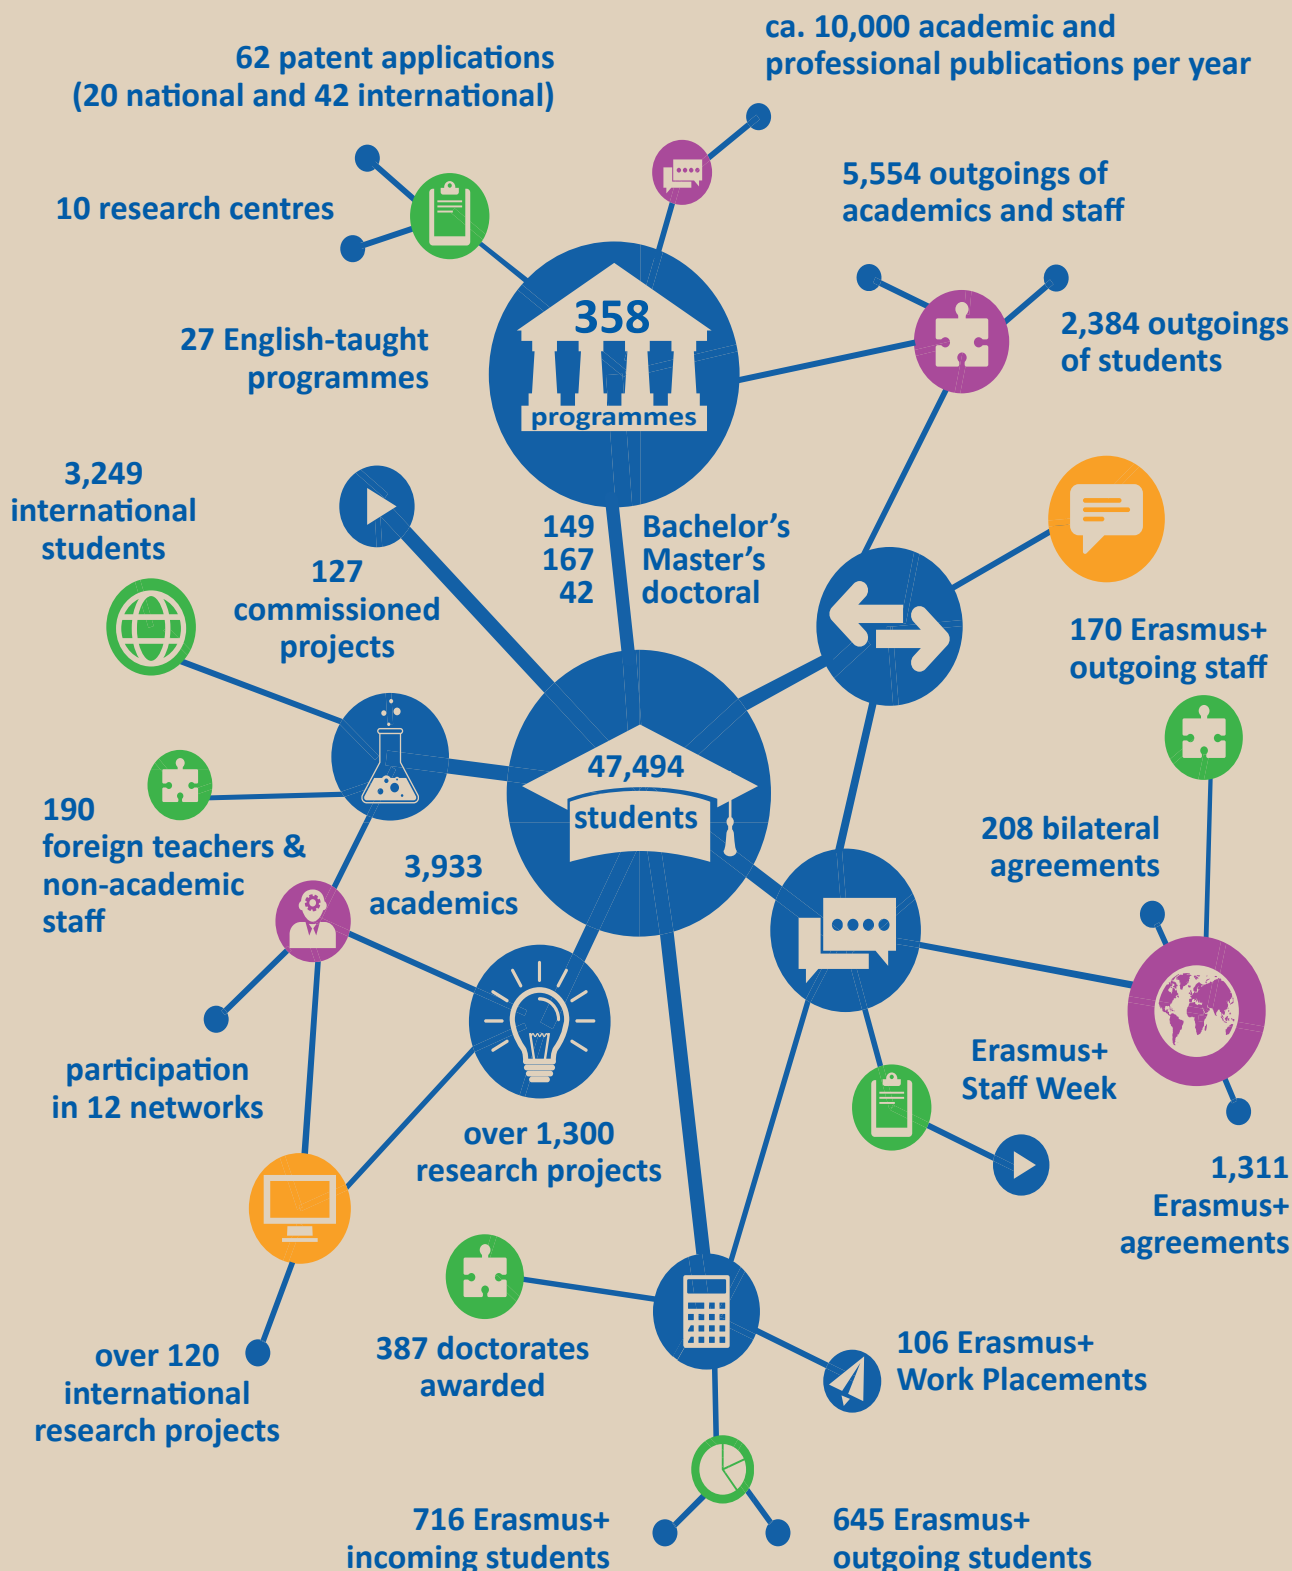 62 patent applications
(20 national and 42 international)
ca. 10,000 academic and
professional publications per year
10 research centres
5,554 outgoings of
academics and staff
27 English-taught
programmes
358
programmes
2,384 outgoings
of students
3,249
international
students
127
commissioned
projects
149 Bachelor’s
167 Master’s
42 doctoral
170 Erasmus+
outgoing staff
190
foreign teachers &
non-academic
staff
3,933
academics
47,494
students
208 bilateral
agreements
participation
in 12 networks
over 1,300
research projects
Erasmus+
Staff Week
1,311
Erasmus+
agreements
over 120
international
research projects
387 doctorates
awarded
106 Erasmus+
Work Placements
716 Erasmus+
incoming students
645 Erasmus+
outgoing students